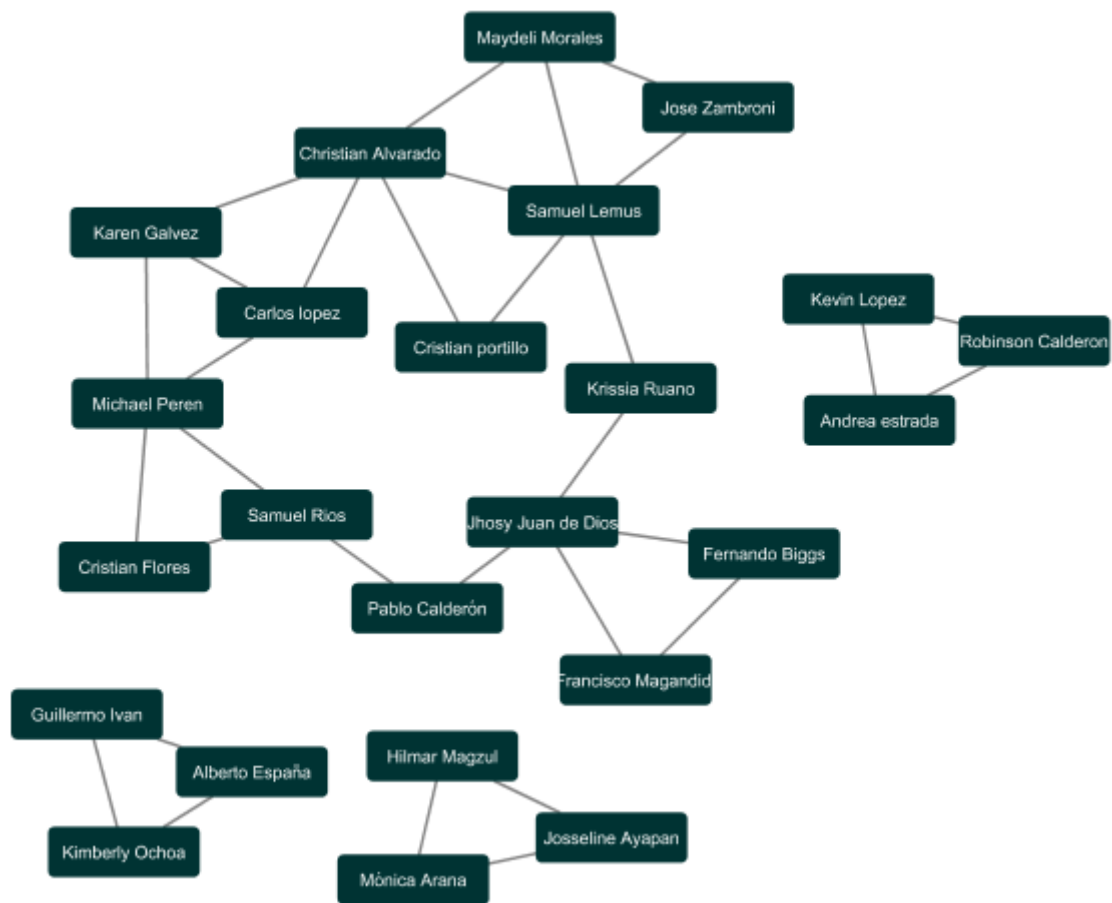 Maydeli Morales
Jose Zambroni
Christian Alvarado
Samuel Lemus
Karen Galvez
Carlos lopez
Kevin Lopez
Cristian portillo
Robinson Calderon
Krissia Ruano
Michael Peren
Andrea estrada
Samuel Rios
Jhosy Juan de Dios
Fernando Biggs
Cristian Flores
Pablo Calderón
Francisco Magandid
Guillermo Ivan
Hilmar Magzul
Alberto España
Josseline Ayapan
Kimberly Ochoa
Mónica Arana